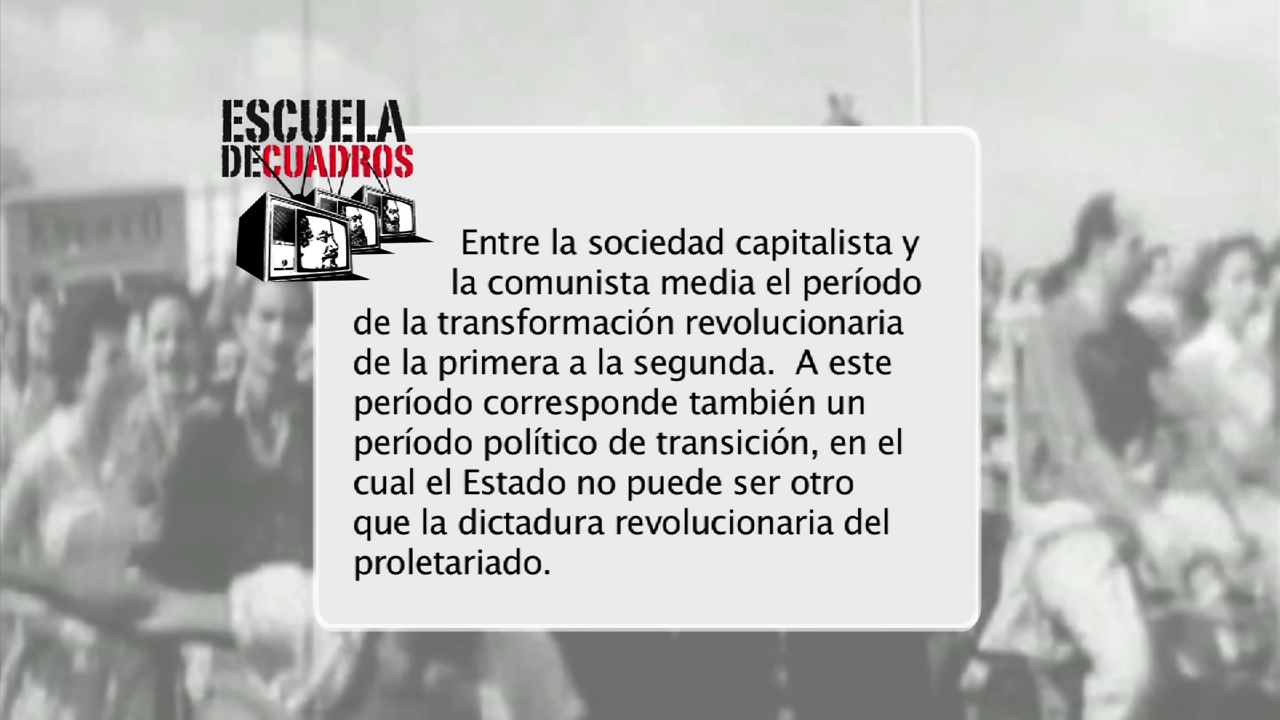 ESCUELA
DECUADROS
Entre la sociedad capitalista y
la comunista media el período
de la transformación revolucionaria
de la primera a la segunda.  A este
período corresponde también un
período político de transición, en el
cual el Estado no puede ser otro
que la dictadura revolucionaria del
proletariado.